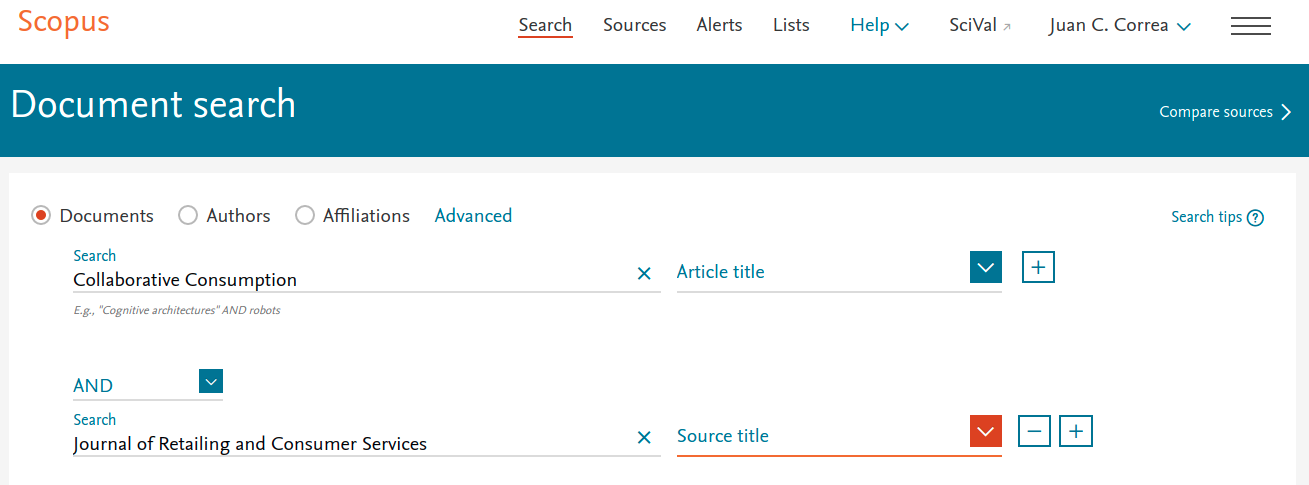 Scopus
Search Sources Alerts Lists Help SciVal Juan C. Correa
Document search
Compare sources
Documents Authors Affiliations Advanced
Search tips ?
Search
Collaborative Consumption
Article title
E.g., "Cognitive architectures" AND robots
AND
Search
Journal of Retailing and Consumer Services
Source title